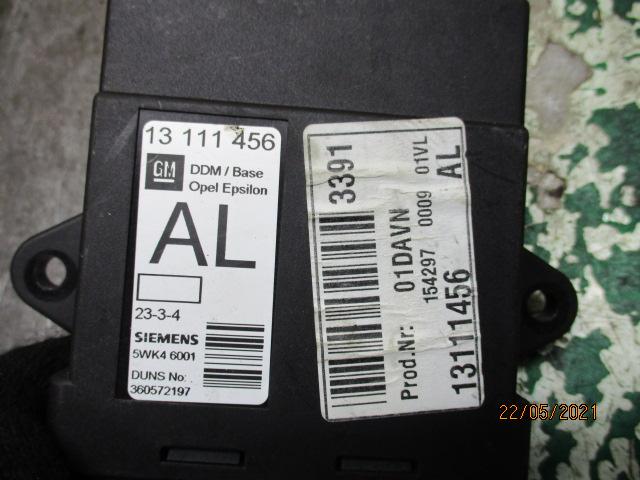 13 111 456
GM
DDM / Base
Opel Epsilon
AL
23-3-4
SIEMENS
5WK4 6001
DUNS No:
360572197
3391
Prod.Nr: 01DAVN
154297 0009 01VL
13111456 AL
22/05/2021